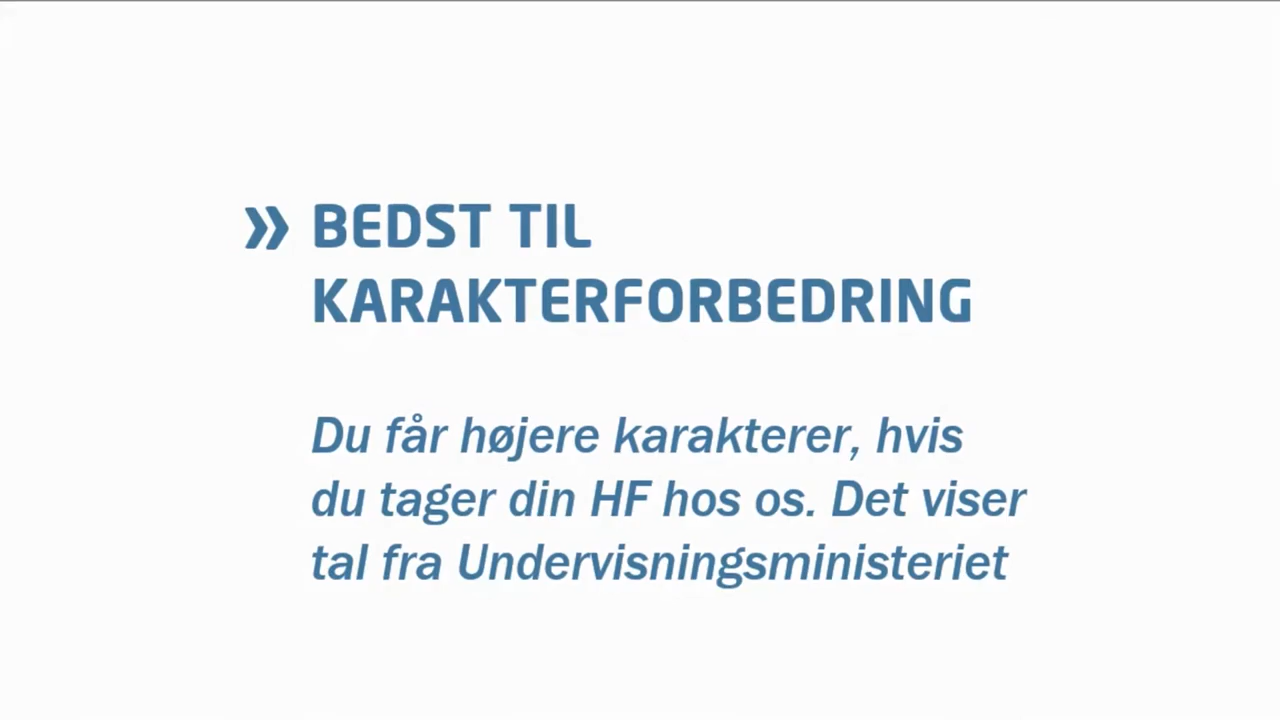 » BEDST TIL
KARAKTERFORBEDRING
Du får højere karakterer, hvis
du tager din HF hos os. Det viser
tal fra Undervisningsministeriet